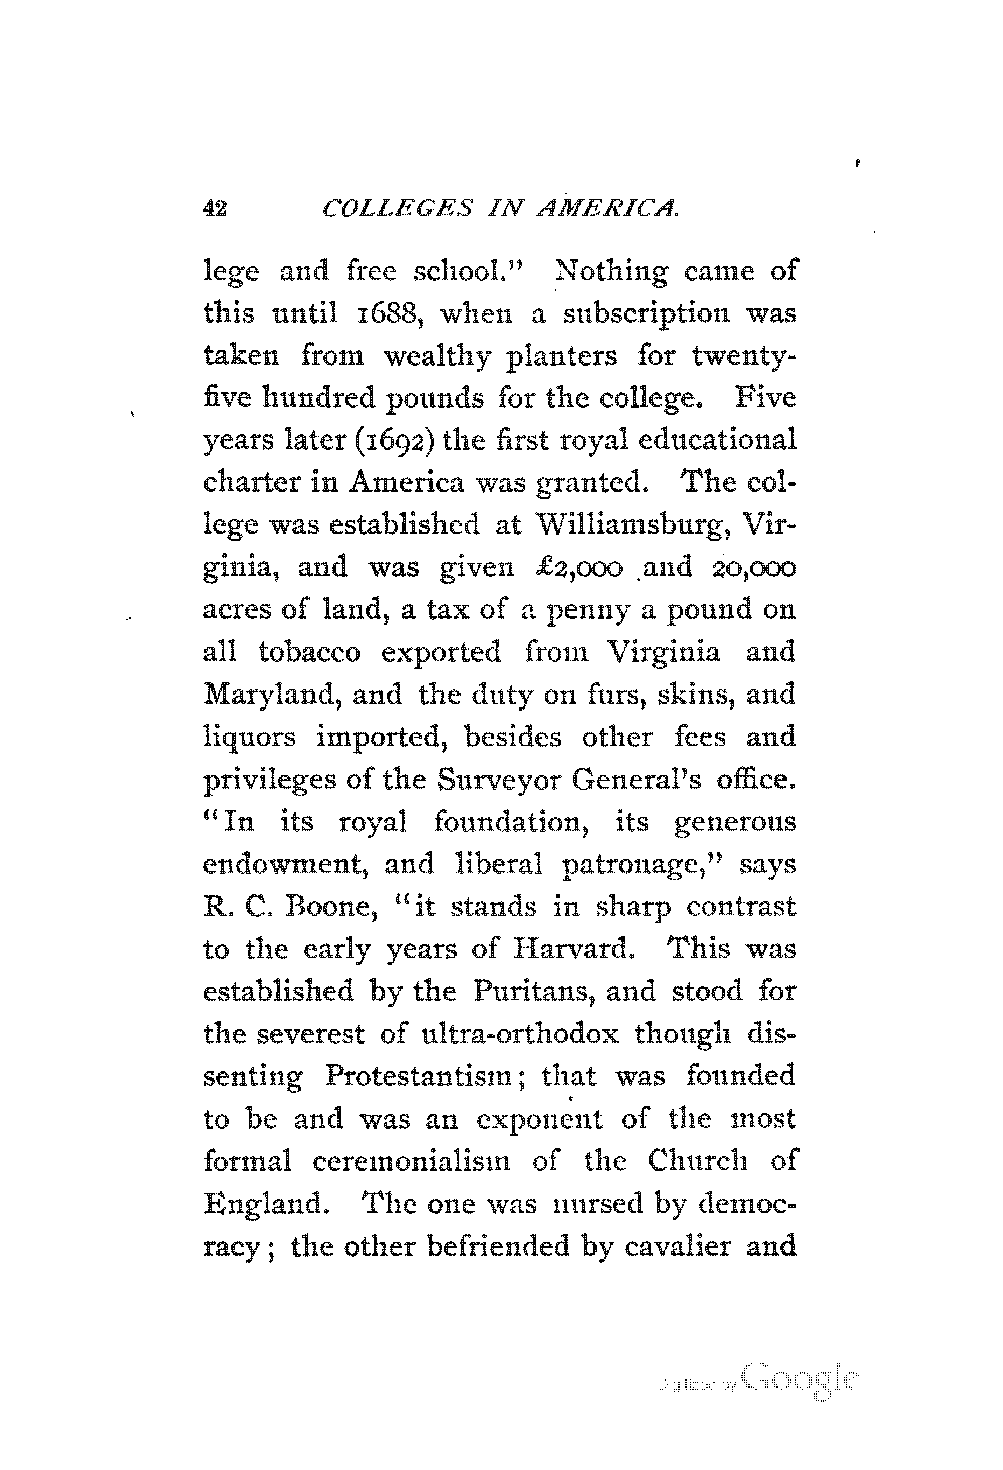 42 COLLEGES IN AMERICA.
lege and free school." Nothing came of
this until 1688, when a subscription was
taken from wealthy planters for twenty-
five hundred pounds for the college. Five
years later (1692) the first royal educational
charter in America was granted. The col-
lege was established at Williamsburg, Vir-
ginia, and was given £2,000 and 20,000
acres of land, a tax of a penny a pound on
all tobacco exported from Virginia and
Maryland, and the duty on furs, skins, and
liquors imported, besides other fees and
privileges of the Surveyor General's office.
"In its royal foundation, its generous
endowment, and liberal patronage," says
R. C. Boone, "it stands in sharp contrast
to the early years of Harvard. This was
established by the Puritans, and stood for
the severest of ultra-orthodox though dis-
senting Protestantism; that was founded
to be and was an exponent of the most
formal ceremonialism of the Church of
England. The one was nursed by democ-
racy; the other befriended by cavalier and
Digitized by Google